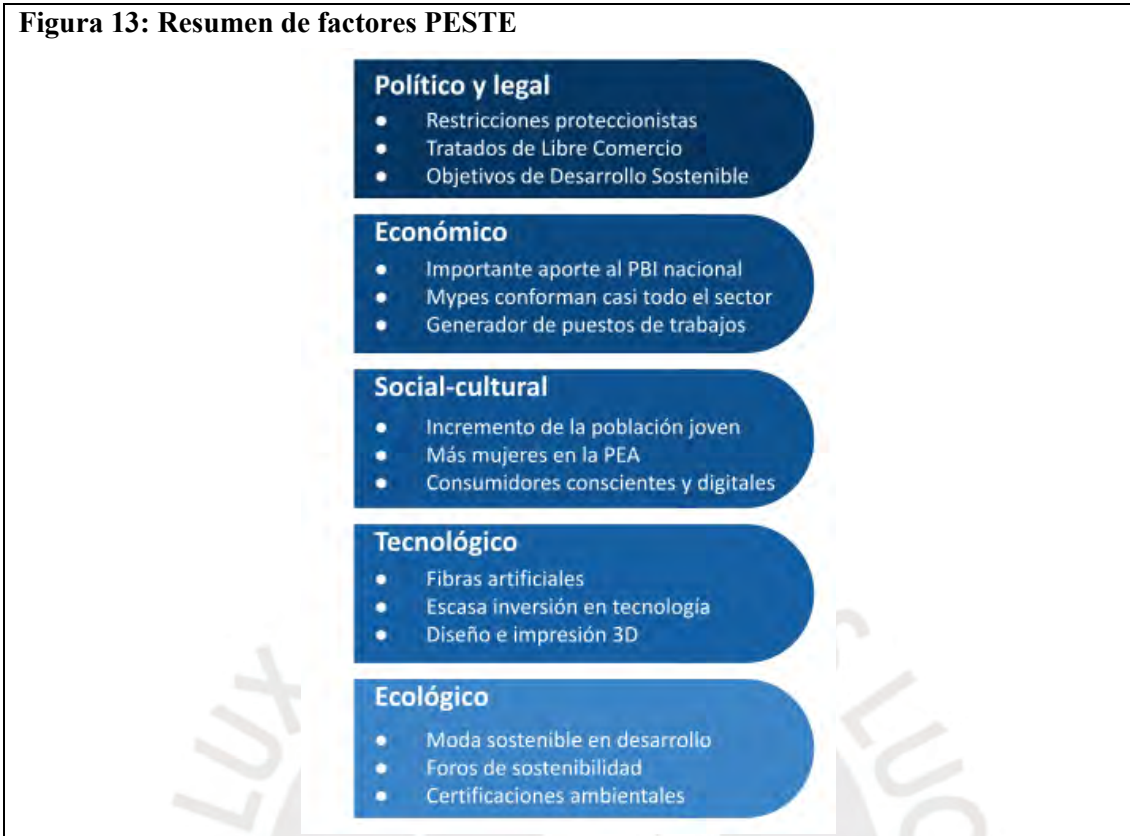 Figura 13: Resumen de factores PESTE
Político y legal
● Restricciones proteccionistas
● Tratados de Libre Comercio
● Objetivos de Desarrollo Sostenible
Económico
● Importante aporte al PBI nacional
● Mypes conforman casi todo el sector
● Generador de puestos de trabajos
Social-cultural
● Incremento de la población joven
● Más mujeres en la PEA
● Consumidores conscientes y digitales
Tecnológico
● Fibras artificiales
● Escasa inversión en tecnología
● Diseño e impresión 3D
Ecológico
● Moda sostenible en desarrollo
● Foros de sostenibilidad
● Certificaciones ambientales
LUX